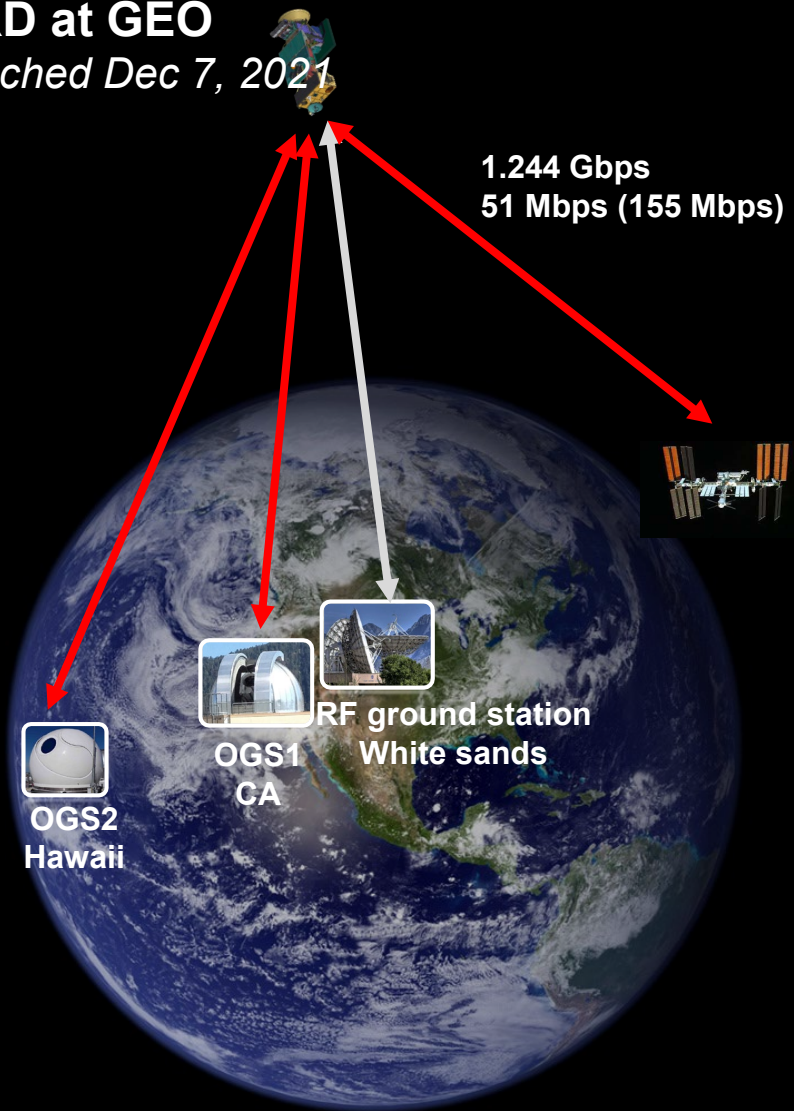 D at GEO
ched Dec 7, 2021
1.244 Gbps
51 Mbps (155 Mbps)
RF ground station
White sands
OGS1
CA
OGS2
Hawaii